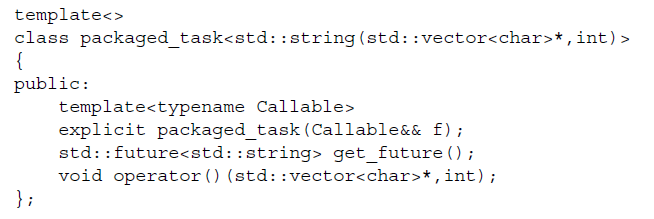 template<>
class packaged_task<std::string(std::vector<char>*,int)>
{
public:
    template<typename Callable>
    explicit packaged_task(Callable&& f);
    std::future<std::string> get_future();
    void operator()(std::vector<char>*,int);
};